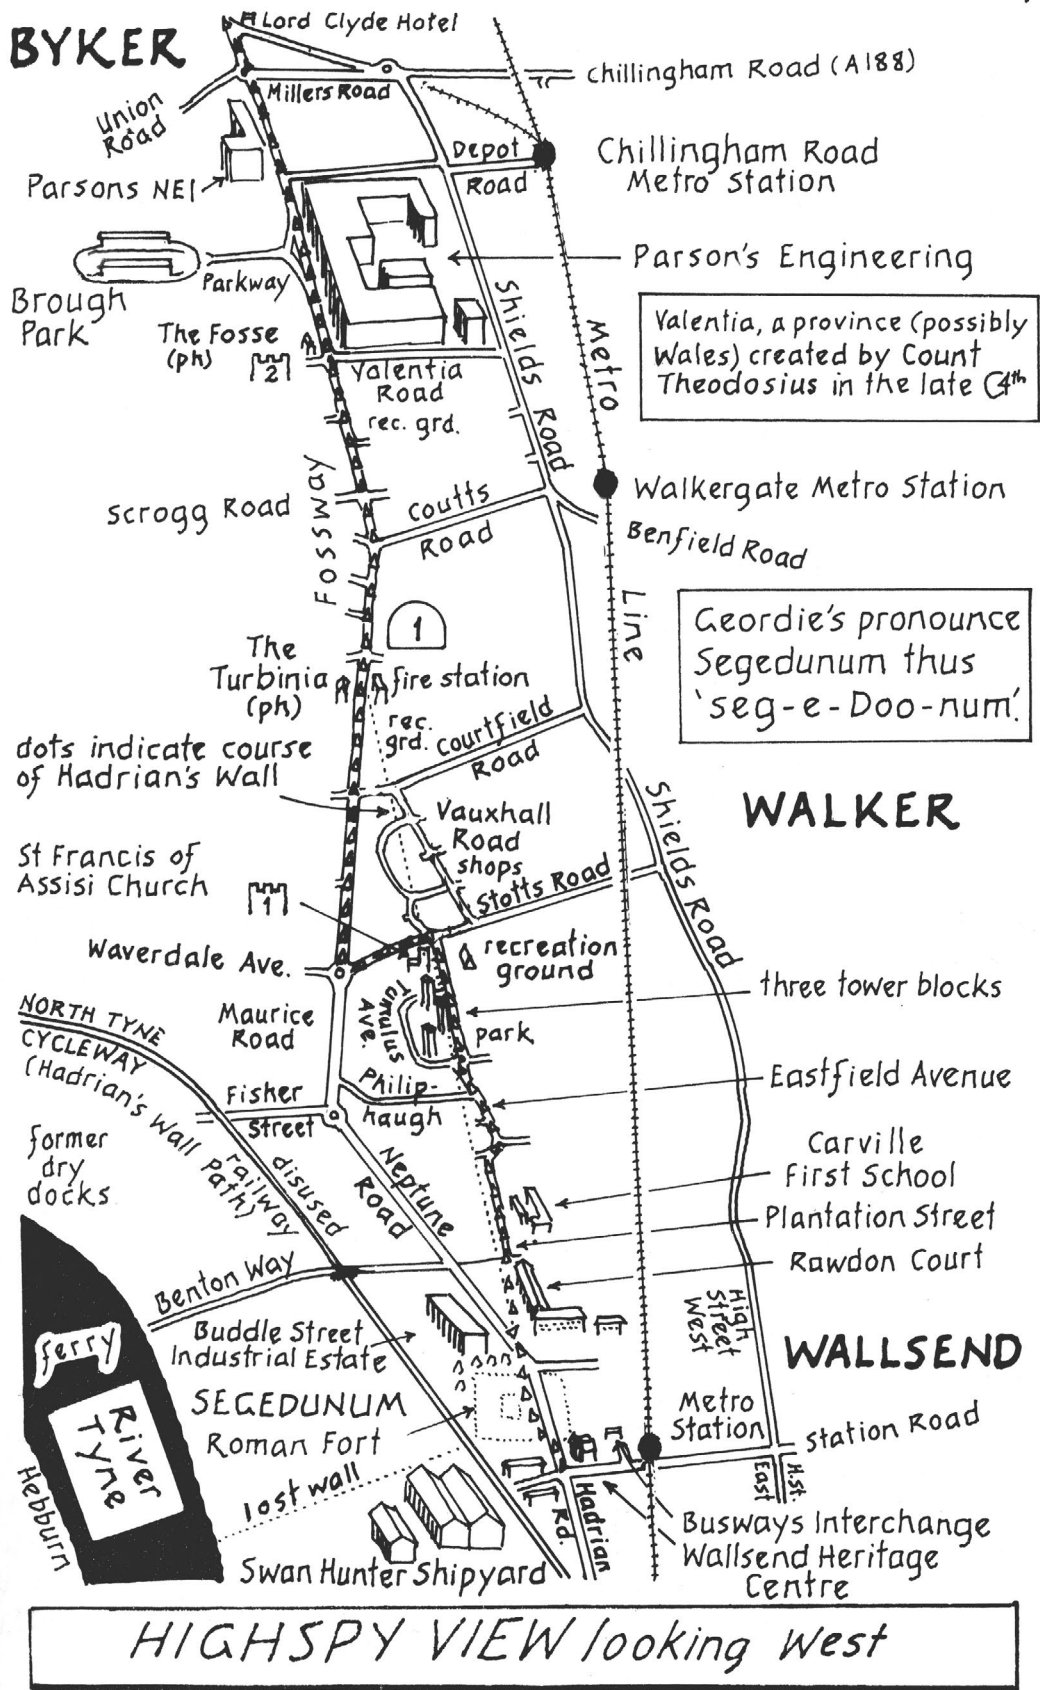 BYKER
Lord Clyde Hotel
Chillingham Road (A188)
Millers Road
Union
Road
Parsons NEI
Depot
Road
Chillingham Road
Metro Station
Parson's Engineering
Parkway
Brough
Park
The Fosse
(ph)
2
Valentia
Road
rec. grd.
Shields Road
Metro
Valentia, a province (possibly
Wales) created by Count
Theodosius in the late C4th
Scrogg Road
FOSSWAY
Coutts
Road
Walkergate Metro Station
Benfield Road
Line
1
Geordie's pronounce
Segedunum thus
'seg-e-Doo-num'.
The
Turbinia
(ph)
fire station
rec.
grd.
Courtfield
Road
dots indicate course
of Hadrian's Wall
Vauxhall
Road
shops
WALKER
Shields Road
St Francis of
Assisi Church
1
Stotts Road
Waverdale Ave.
recreation
ground
three tower blocks
Tumulus
Ave.
park
Maurice
Road
NORTH TYNE
CYCLEWAY
(Hadrian's Wall Path)
Eastfield Avenue
Philip-
haugh
Fisher
Street
former
dry
docks
disused
railway
Neptune
Road
Carville
First School
Plantation Street
Rawdon Court
Benton Way
High
Street
West
ferry
Buddle Street
Industrial Estate
WALLSEND
SEGEDUNUM
Roman Fort
Metro
Station
Station Road
River
Tyne
Hebburn
lost wall
H.St.
East
Hadrian
Rd.
Busways Interchange
Wallsend Heritage
Centre
Swan Hunter Shipyard
HIGHSPY VIEW looking West